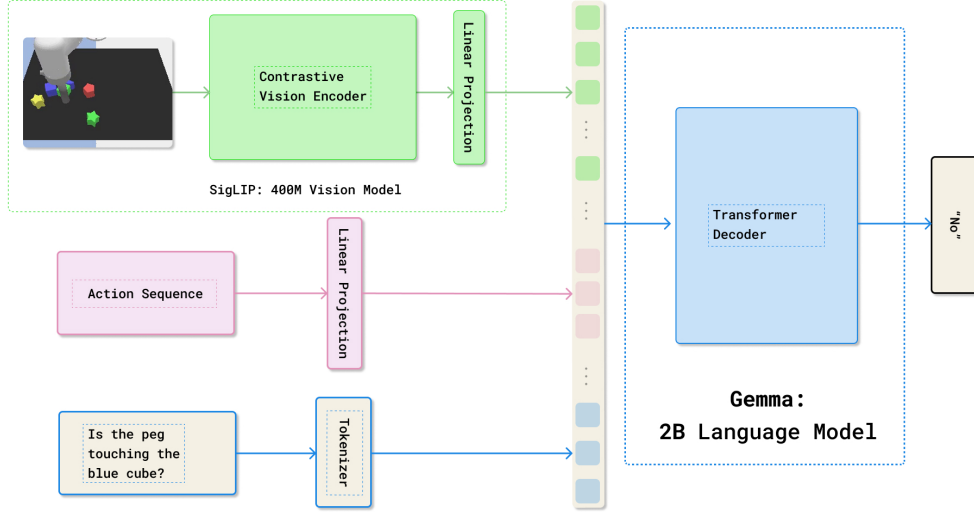 Contrastive
Vision Encoder
Linear Projection
SigLIP: 400M Vision Model
Action Sequence
Linear Projection
Is the peg
touching the
blue cube?
Tokenizer
Transformer
Decoder
Gemma:
2B Language Model
"No"